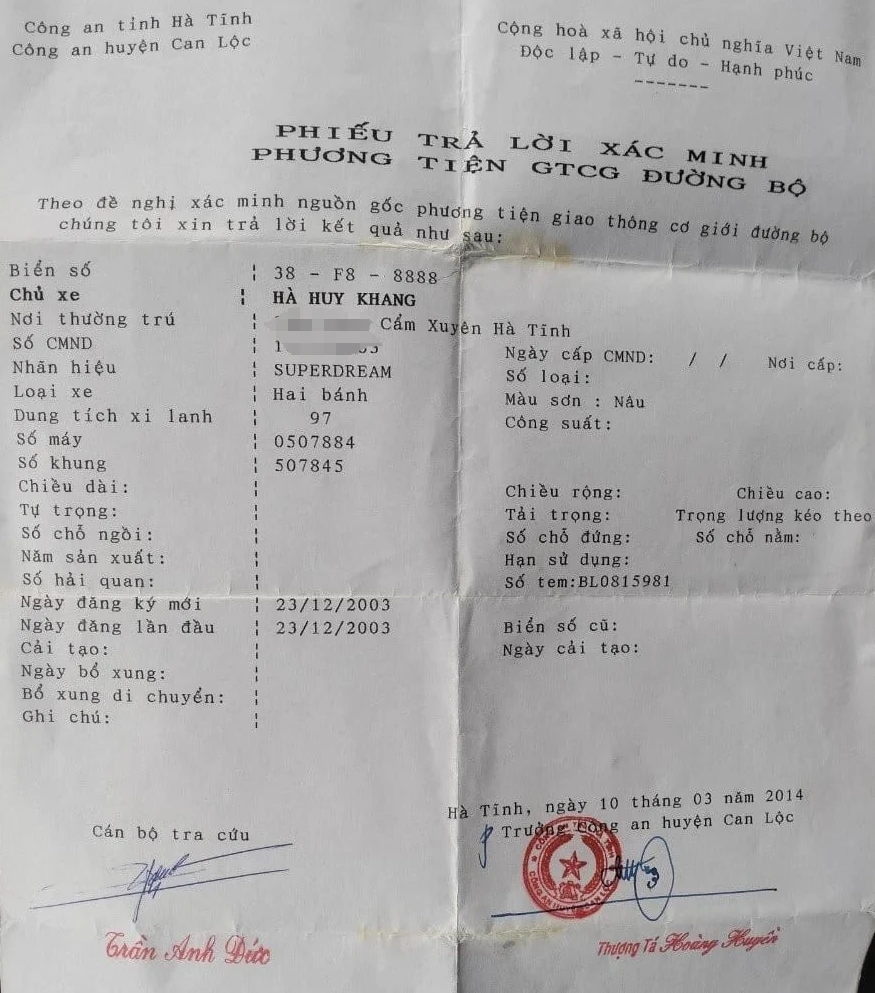 Công an tỉnh Hà Tĩnh
Công an huyện Can Lộc
Cộng hoà xã hội chủ nghĩa Việt Nam
Độc lập - Tự do - Hạnh phúc
-------
PHIẾU TRẢ LỜI XÁC MINH
PHƯƠNG TIỆN GTCG ĐƯỜNG BỘ
Theo đề nghị xác minh nguồn gốc phương tiện giao thông cơ giới đường bộ
chúng tôi xin trả lời kết quả như sau:
Biển số ¦ 38 - F8 - 8888
Chủ xe ¦ HÀ HUY KHANG
Nơi thường trú ¦ Cẩm Xuyên Hà Tĩnh
Số CMND ¦ Ngày cấp CMND: / / Nơi cấp:
Nhãn hiệu ¦ SUPERDREAM Số loại:
Loại xe ¦ Hai bánh Màu sơn : Nâu
Dung tích xi lanh ¦ 97 Công suất:
Số máy ¦ 0507884
Số khung ¦ 507845
Chiều dài: ¦ Chiều rộng: Chiều cao:
Tự trọng: ¦ Tải trọng: Trọng lượng kéo theo
Số chỗ ngồi: ¦ Số chỗ đứng: Số chỗ nằm:
Năm sản xuất: ¦ Hạn sử dụng:
Số hải quan: ¦ Số tem:BL0815981
Ngày đăng ký mới ¦ 23/12/2003
Ngày đăng lần đầu ¦ 23/12/2003 Biển số cũ:
Cải tạo: ¦ Ngày cải tạo:
Ngày bổ xung: ¦
Bổ xung di chuyển: ¦
Ghi chú: ¦
Hà Tĩnh, ngày 10 tháng 03 năm 2014
Cán bộ tra cứu
Trưởng Công an huyện Can Lộc
Trần Anh Đức
Thượng Tá Hoàng Huyền